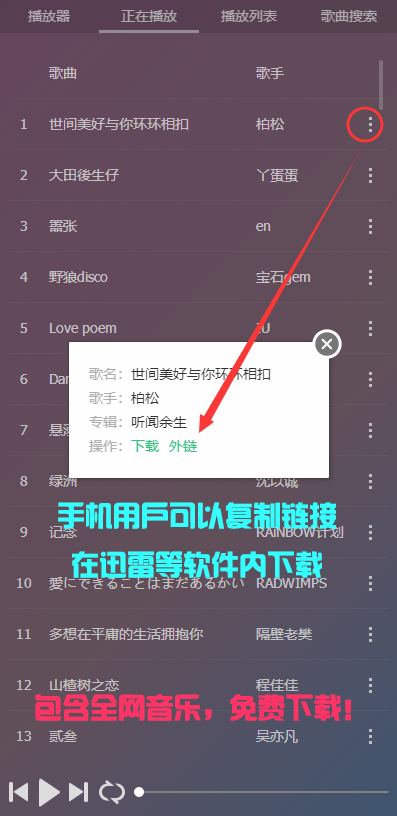 播放器 正在播放 播放列表 歌曲搜索
歌曲 歌手
1 世间美好与你环环相扣 柏松
2 大田後生仔 丫蛋蛋
3 嚣张 en
4 野狼disco 宝石gem
5 Love poem IU
6 Dan
歌名：世间美好与你环环相扣
歌手：柏松
专辑：听闻余生
操作：下载 外链
7 悬溺
8 绿洲 沈以诚
手机用户可以复制链接
9 记念 RAiNBOW计划
在迅雷等软件内下载
10 愛にできることはまだあるかい RADWIMPS
11 多想在平庸的生活拥抱你 隔壁老樊
12 山楂树之恋 程佳佳
包含全网音乐，免费下载！
13 贰叁 吴亦凡